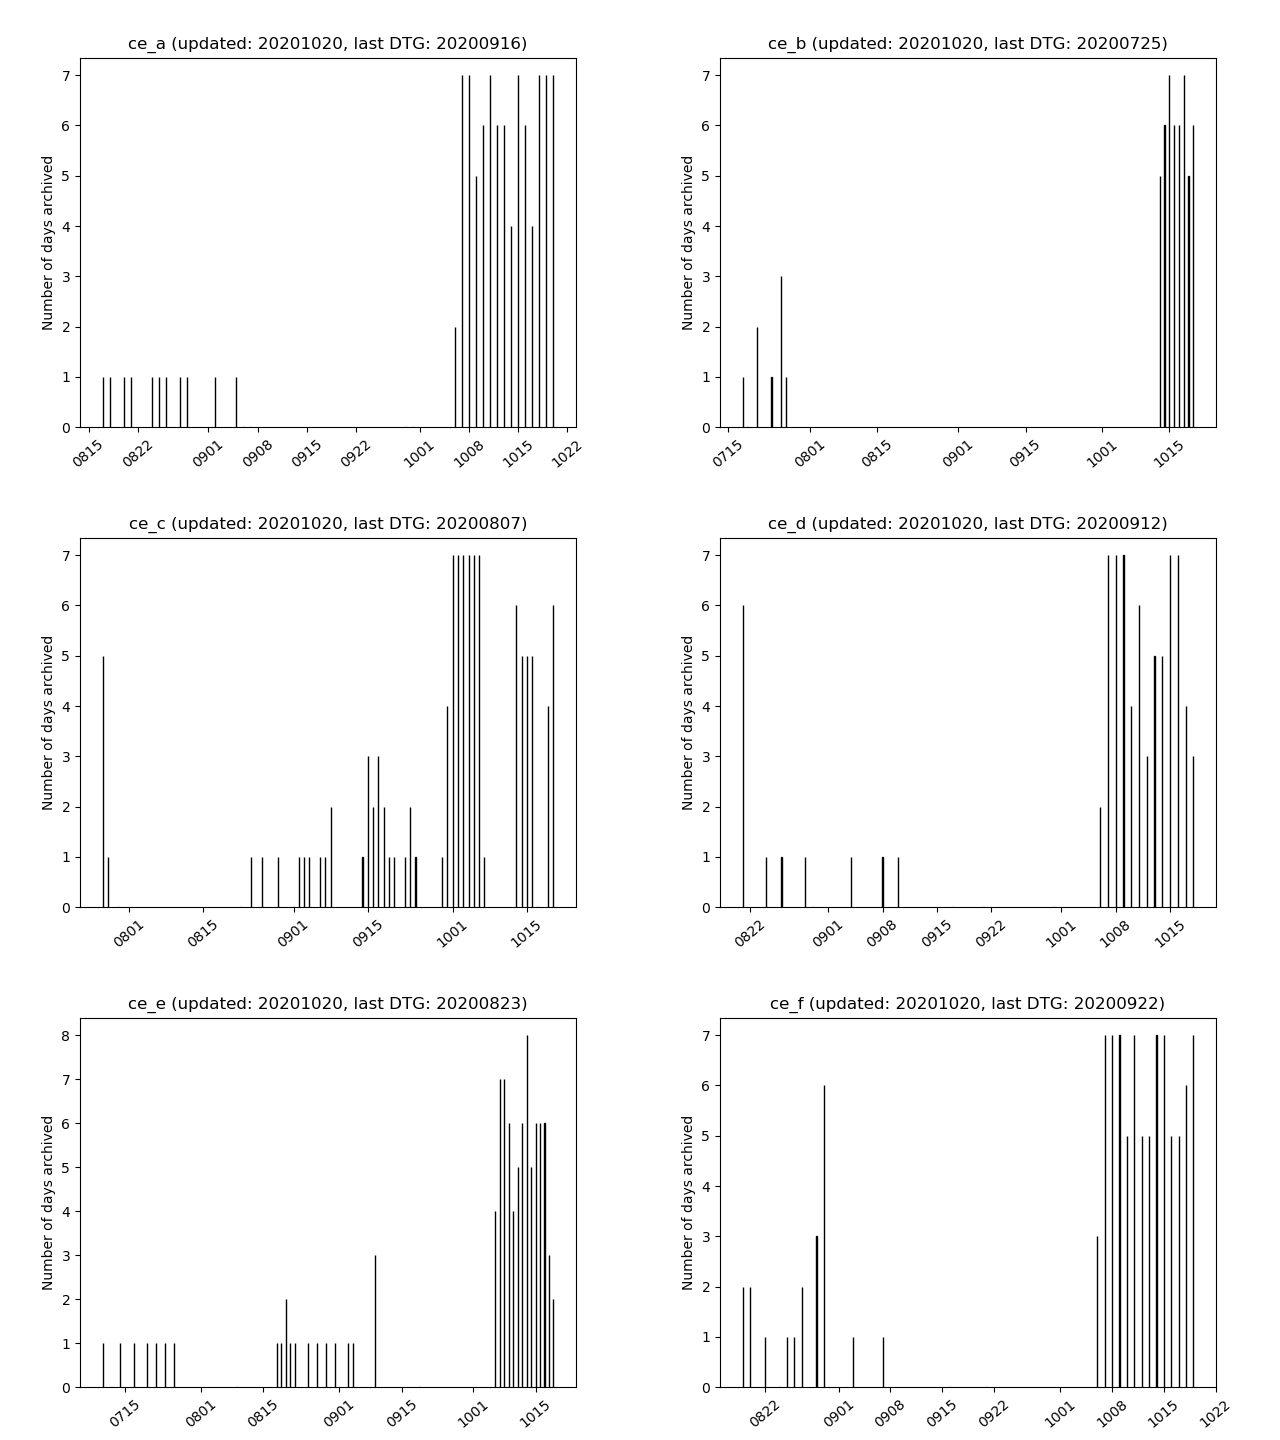 ce_a (updated: 20201020, last DTG: 20200916)
Number of days archived
7
6
5
4
3
2
1
0
0815 0822 0901 0908 0915 0922 1001 1008 1015 1022
ce_b (updated: 20201020, last DTG: 20200725)
Number of days archived
7
6
5
4
3
2
1
0
0715 0801 0815 0901 0915 1001 1015
ce_c (updated: 20201020, last DTG: 20200807)
Number of days archived
7
6
5
4
3
2
1
0
0801 0815 0901 0915 1001 1015
ce_d (updated: 20201020, last DTG: 20200912)
Number of days archived
7
6
5
4
3
2
1
0
0822 0901 0908 0915 0922 1001 1008 1015
ce_e (updated: 20201020, last DTG: 20200823)
Number of days archived
8
7
6
5
4
3
2
1
0
0715 0801 0815 0901 0915 1001 1015
ce_f (updated: 20201020, last DTG: 20200922)
Number of days archived
7
6
5
4
3
2
1
0
0822 0901 0908 0915 0922 1001 1008 1015 1022